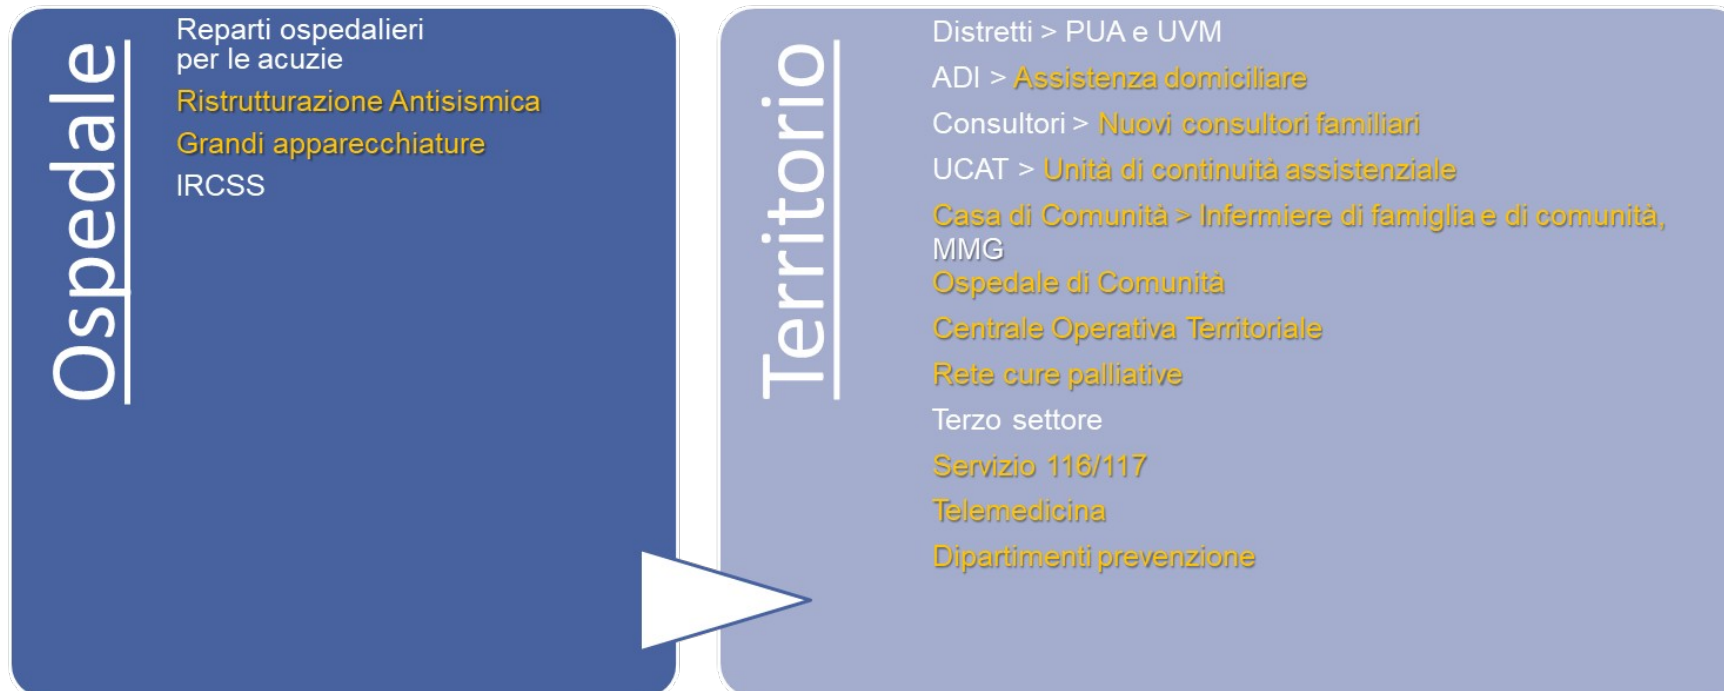 Ospedale
Reparti ospedalieri
per le acuzie
Ristrutturazione Antisismica
Grandi apparecchiature
IRCSS
Territorio
Distretti > PUA e UVM
ADI > Assistenza domiciliare
Consultori > Nuovi consultori familiari
UCAT > Unità di continuità assistenziale
Casa di Comunità > Infermiere di famiglia e di comunità,
MMG
Ospedale di Comunità
Centrale Operativa Territoriale
Rete cure palliative
Terzo settore
Servizio 116/117
Telemedicina
Dipartimenti prevenzione